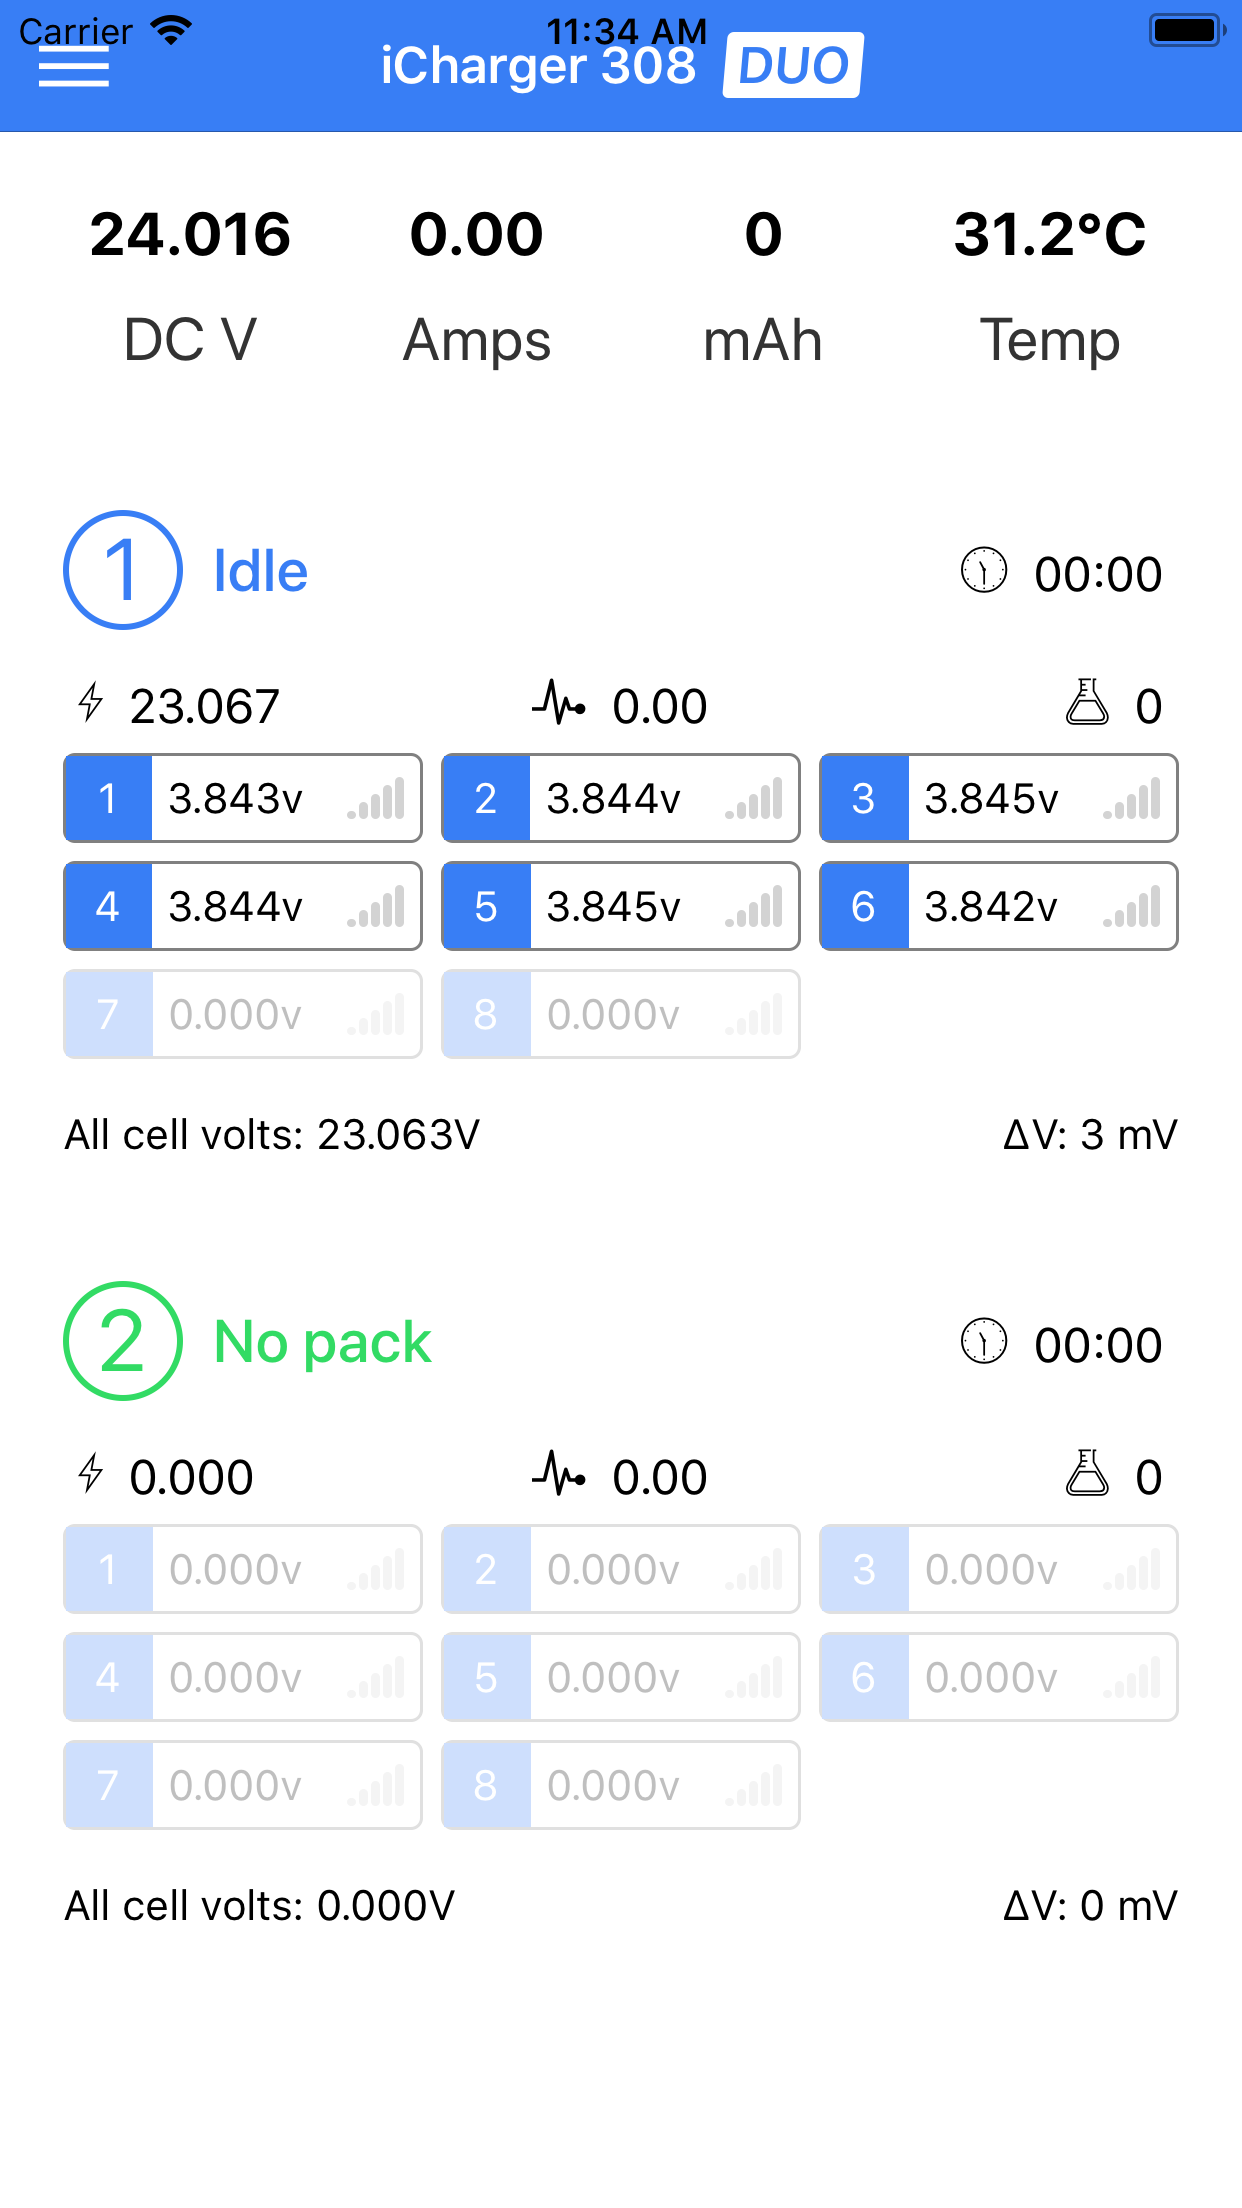 Carrier 11:34 AM
iCharger 308 DUO
24.016 0.00 0 31.2°C
DC V Amps mAh Temp
1 Idle 00:00
23.067 0.00 0
1 3.843v 2 3.844v 3 3.845v
4 3.844v 5 3.845v 6 3.842v
7 0.000v 8 0.000v
All cell volts: 23.063V ΔV: 3 mV
2 No pack 00:00
0.000 0.00 0
1 0.000v 2 0.000v 3 0.000v
4 0.000v 5 0.000v 6 0.000v
7 0.000v 8 0.000v
All cell volts: 0.000V ΔV: 0 mV